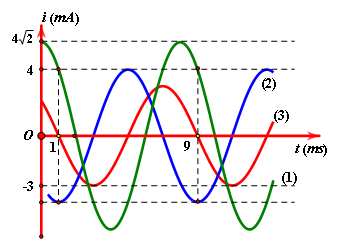 i (mA)
4√2
4
(2)
(3)
O
1
9
i (ms)
-3
(1)